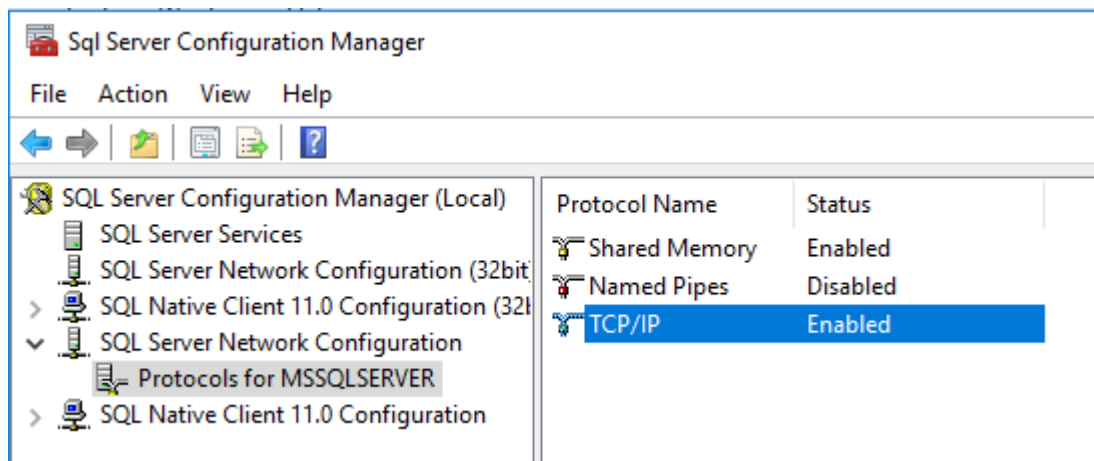 Sql Server Configuration Manager
File Action View Help
SQL Server Configuration Manager (Local)
SQL Server Services
SQL Server Network Configuration (32bit
SQL Native Client 11.0 Configuration (32
SQL Server Network Configuration
Protocols for MSSQLSERVER
SQL Native Client 11.0 Configuration
Protocol Name Status
Shared Memory Enabled
Named Pipes Disabled
TCP/IP Enabled